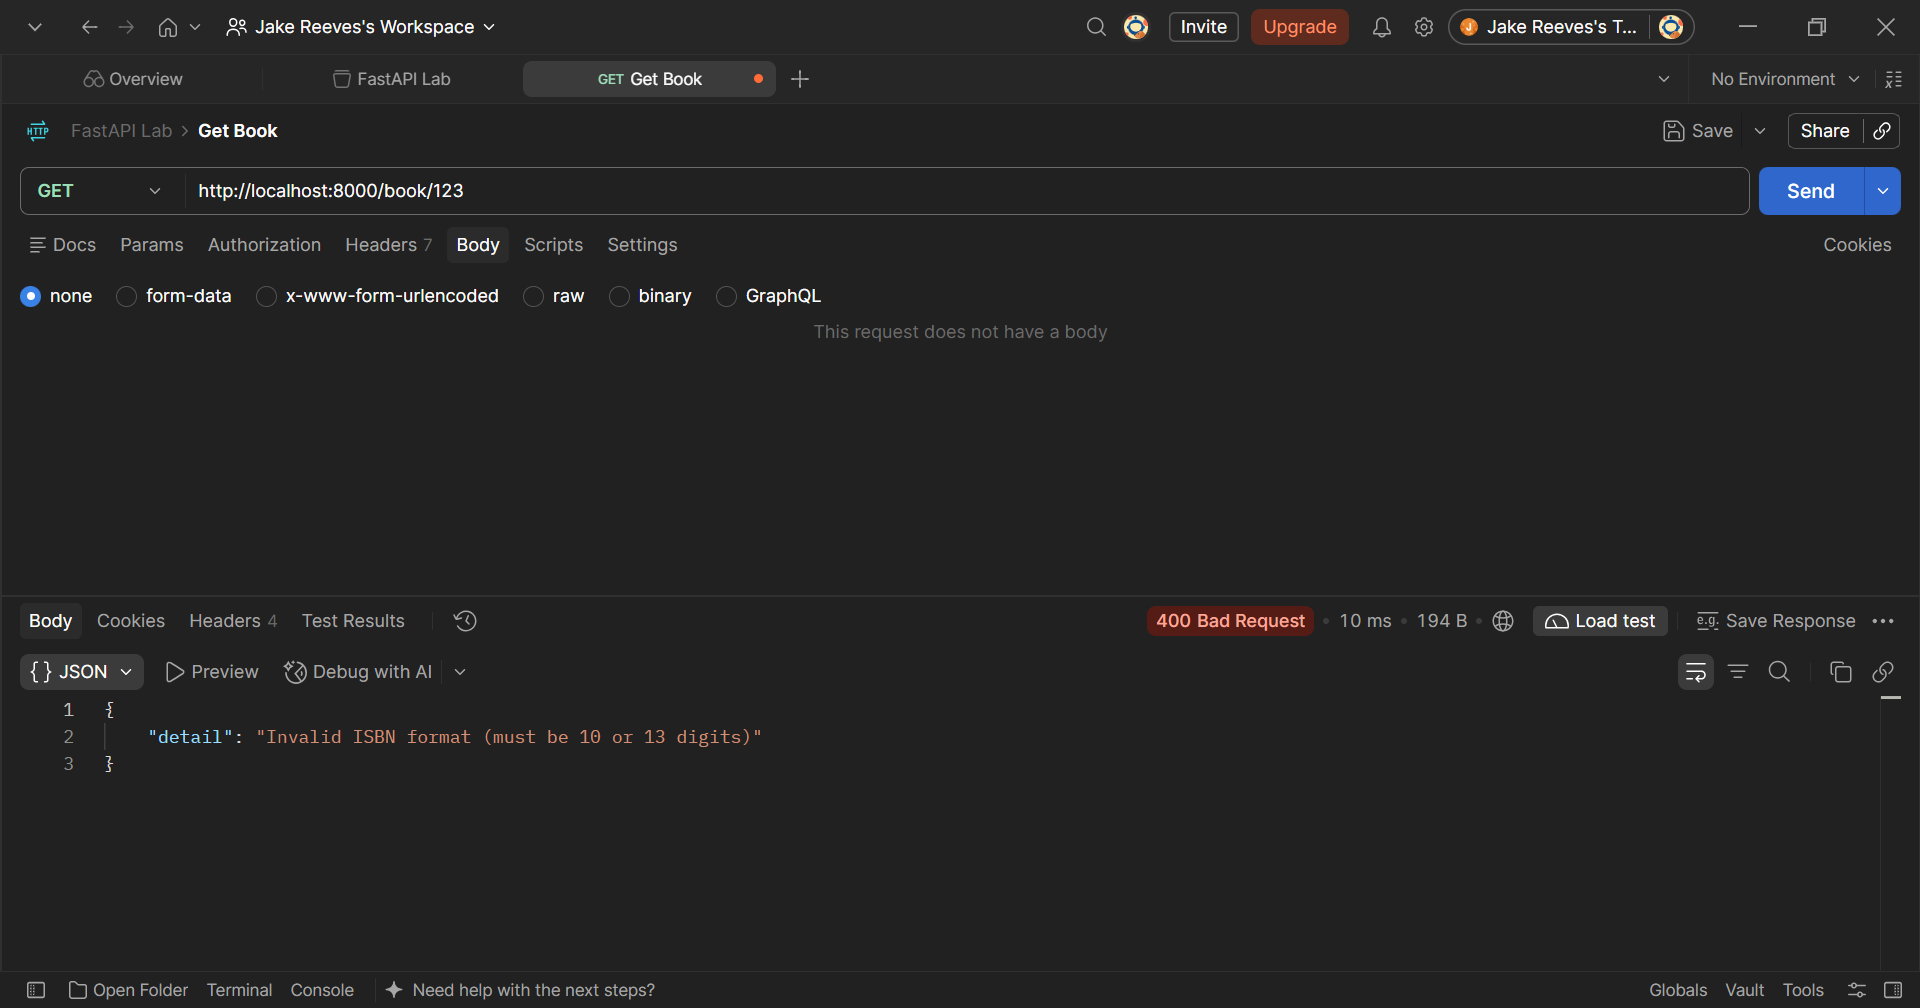 Jake Reeves's Workspace
Invite
Upgrade
J
Jake Reeves's T...
Overview
FastAPI Lab
GET Get Book
No Environment
HTTP
FastAPI Lab > Get Book
Save
Share
GET
http://localhost:8000/book/123
Send
Docs
Params
Authorization
Headers 7
Body
Scripts
Settings
Cookies
none
form-data
x-www-form-urlencoded
raw
binary
GraphQL
This request does not have a body
Body
Cookies
Headers 4
Test Results
400 Bad Request
10 ms
194 B
Load test
e.g. Save Response
{} JSON
Preview
Debug with AI
1 {
2 "detail": "Invalid ISBN format (must be 10 or 13 digits)"
3 }
Open Folder
Terminal
Console
Need help with the next steps?
Globals
Vault
Tools